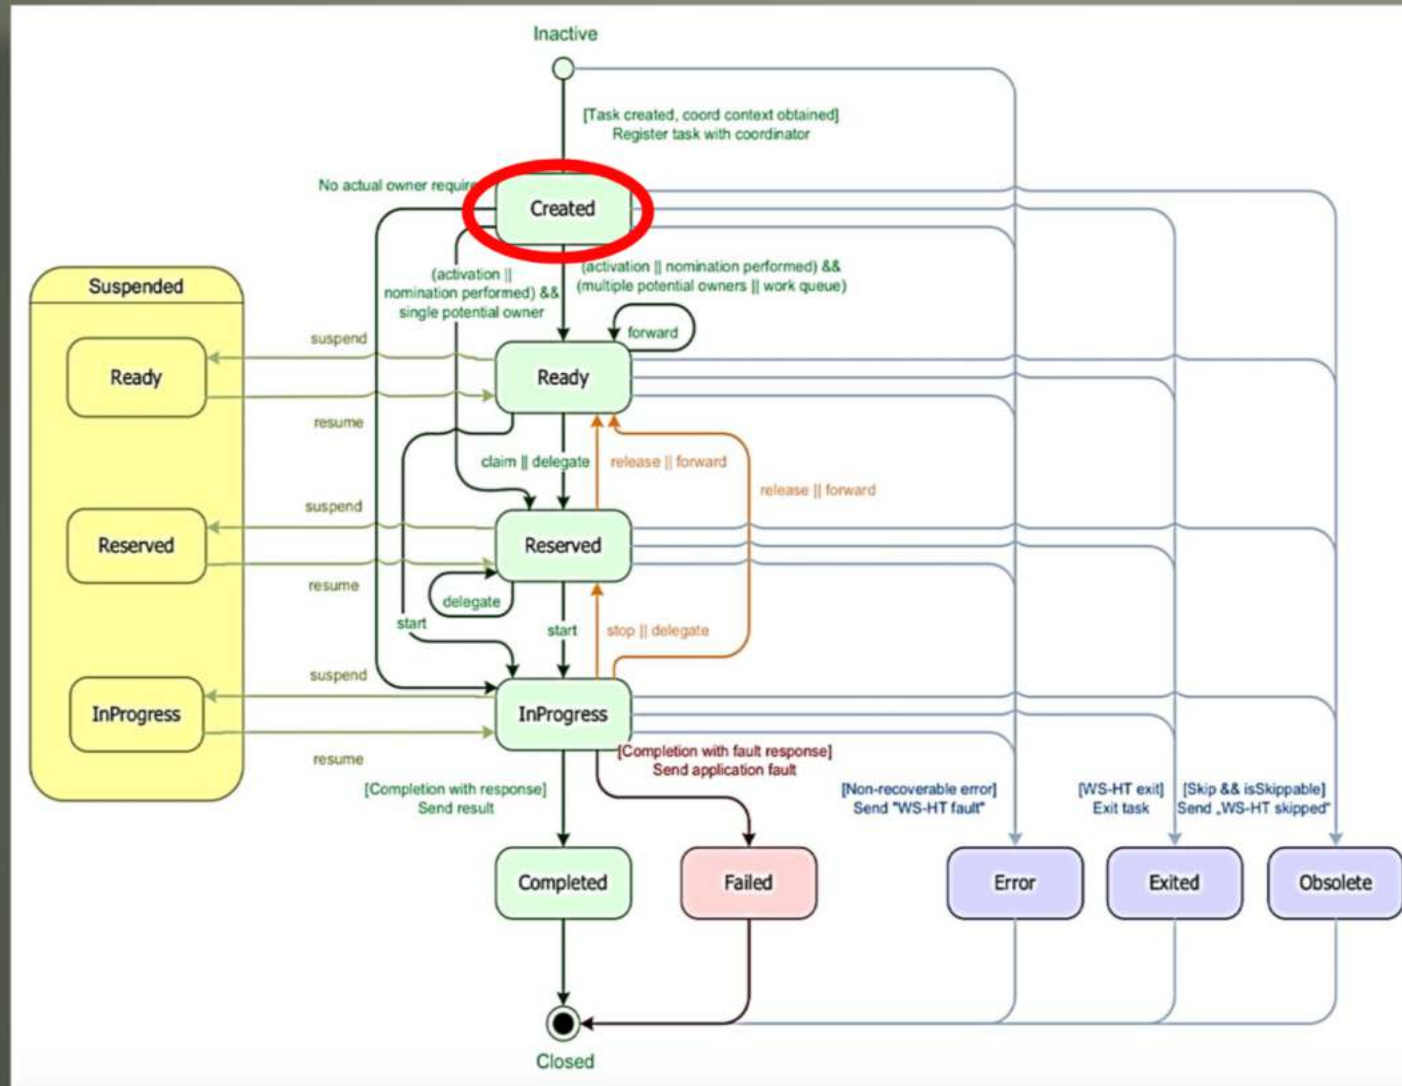 Inactive
[Task created, coord context obtained]
Register task with coordinator
No actual owner require
Created
(activation ||
nomination performed) &&
single potential owner
(activation || nomination performed) &&
(multiple potential owners || work queue)
Suspended
forward
suspend
Ready
Ready
resume
claim || delegate
release || forward
release || forward
suspend
Reserved
Reserved
resume
delegate
start
start
stop || delegate
suspend
InProgress
InProgress
resume
[Completion with response]
Send result
[Completion with fault response]
Send application fault
[Non-recoverable error]
Send "WS-HT fault"
[WS-HT exit]
Exit task
[Skip && isSkippable]
Send „WS-HT skipped"
Completed
Failed
Error
Exited
Obsolete
Closed